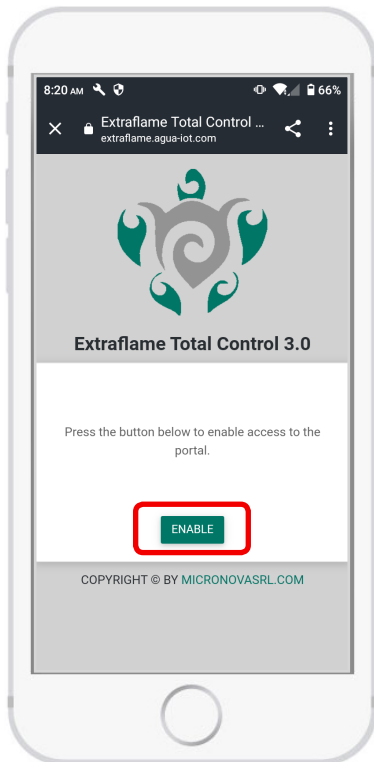 8:20 AM 66%
Extraflame Total Control ...
extraflame.agua-iot.com
Extraflame Total Control 3.0
Press the button below to enable access to the
portal.
ENABLE
COPYRIGHT © BY MICRONOVASRL.COM